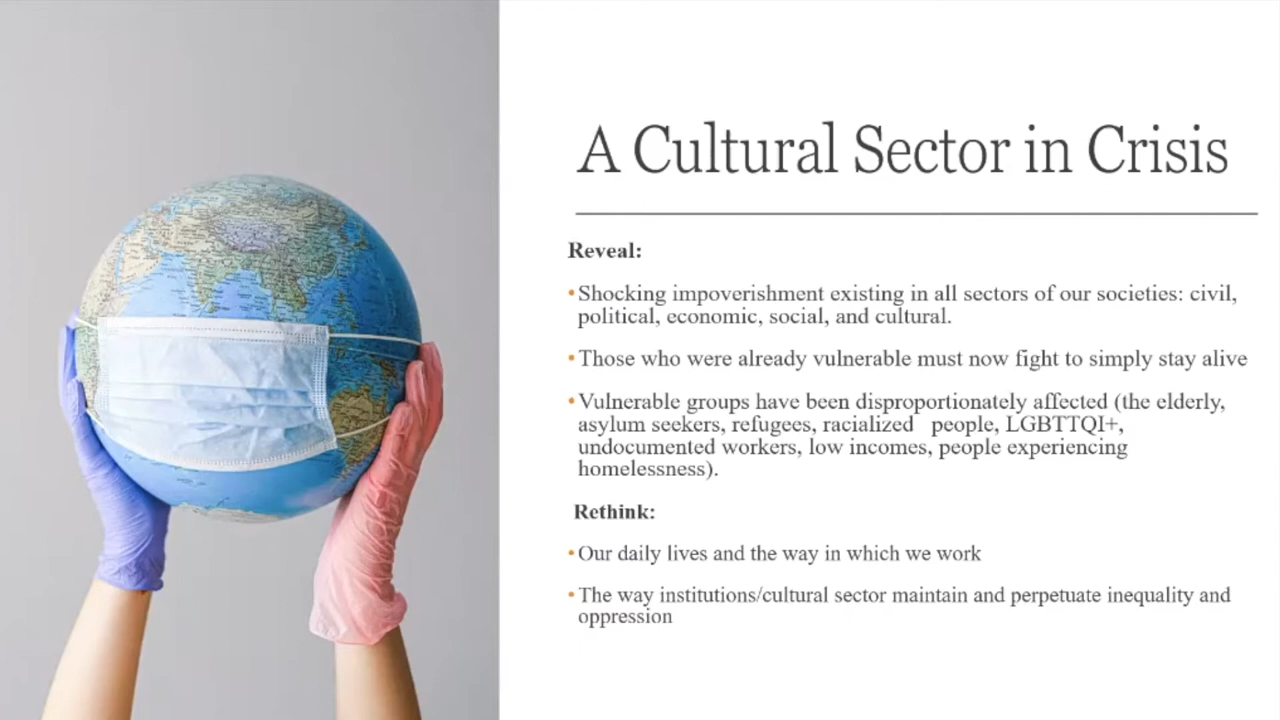 A Cultural Sector in Crisis
Reveal:
•Shocking impoverishment existing in all sectors of our societies: civil,
political, economic, social, and cultural.
•Those who were already vulnerable must now fight to simply stay alive
•Vulnerable groups have been disproportionately affected (the elderly,
asylum seekers, refugees, racialized   people, LGBTTQI+,
undocumented workers, low incomes, people experiencing
homelessness).
Rethink:
•Our daily lives and the way in which we work
•The way institutions/cultural sector maintain and perpetuate inequality and
oppression